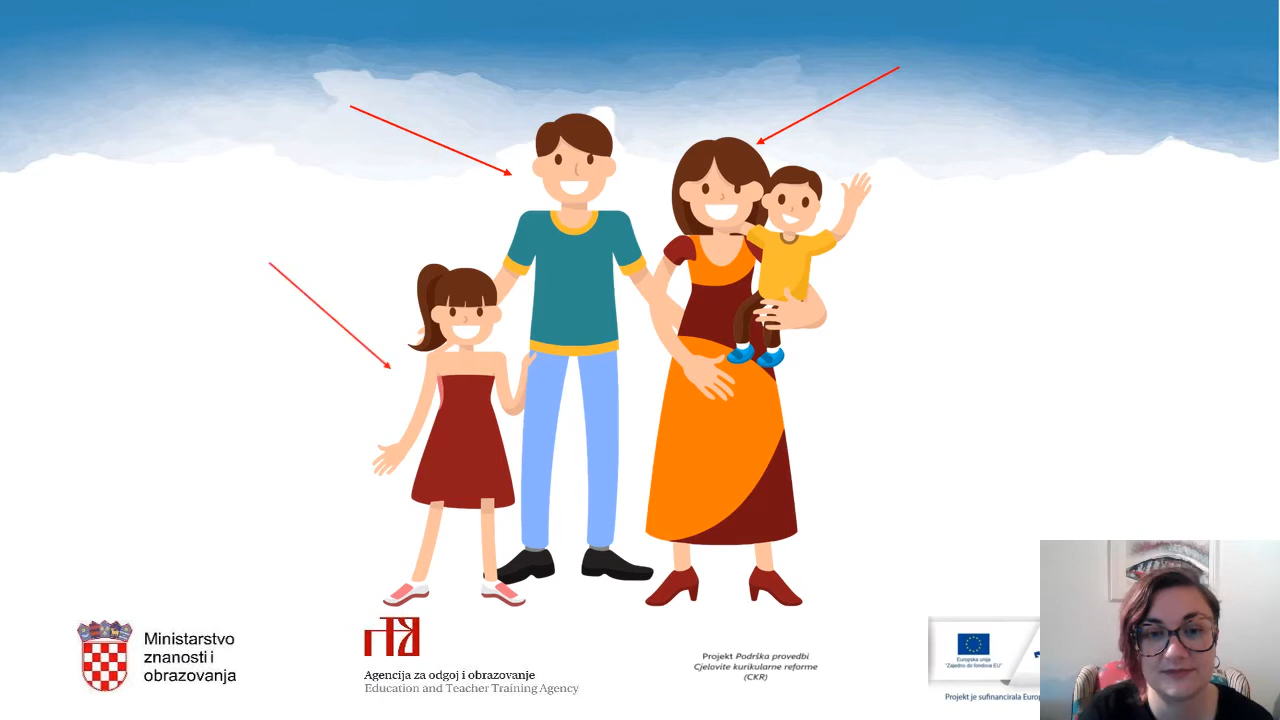 Ministarstvo
znanosti i
obrazovanja
Agencija za odgoj i obrazovanje
Education and Teacher Training Agency
Projekt Podrška provedbi
Cjelovite kurikularne reforme
(CKR)
Europska unija
"Zajedno do fondova EU"
Projekt je sufinancirala Europ